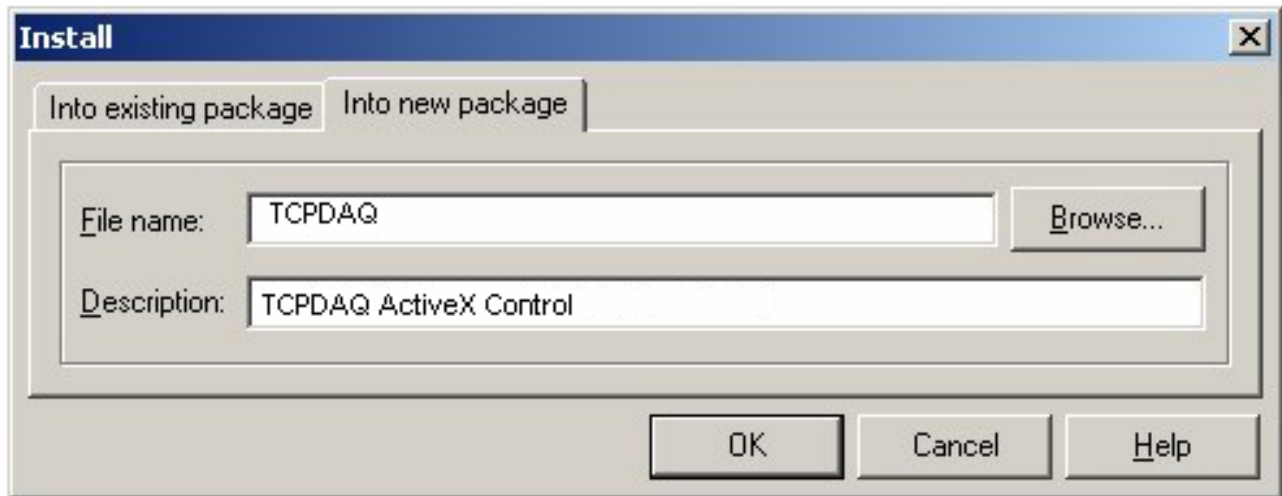 Install
Into existing package
Into new package
File name:
TCPDAQ
Browse...
Description:
TCPDAQ ActiveX Control
OK
Cancel
Help